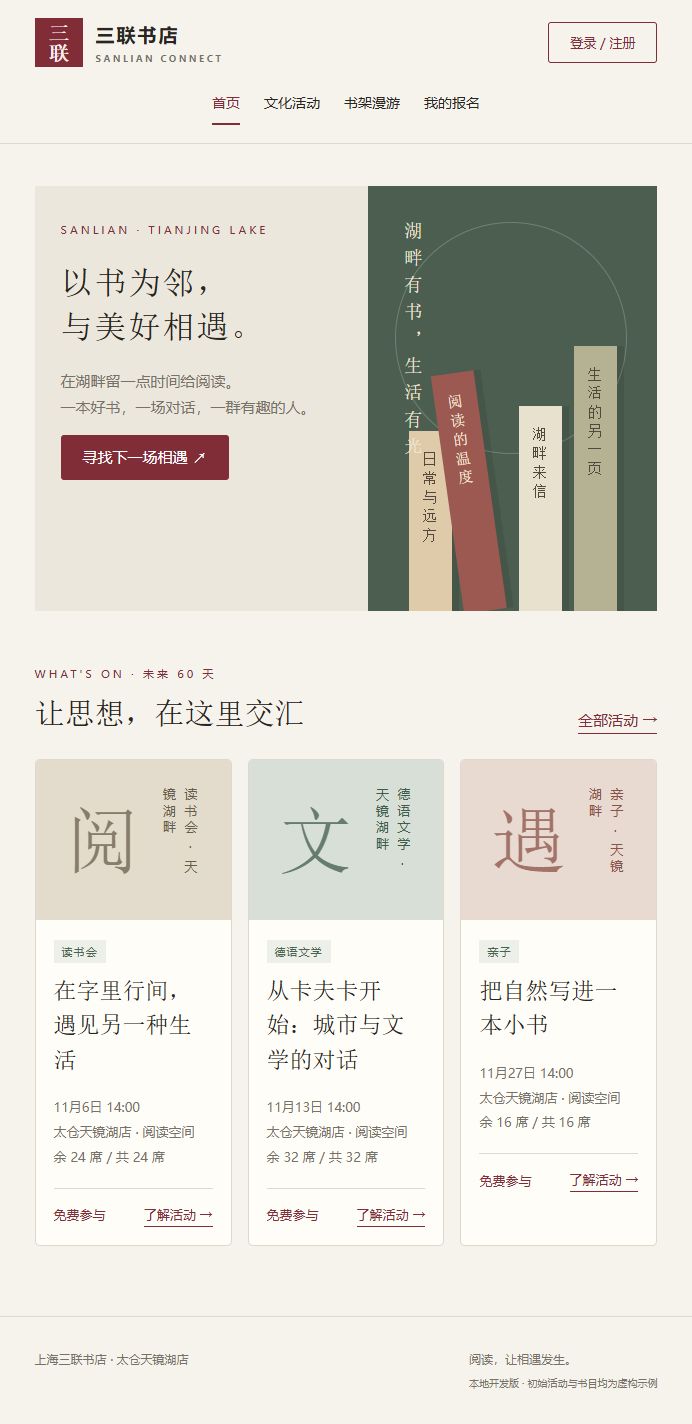 三联
三联书店
SANLIAN CONNECT
登录 / 注册
首页 文化活动 书架漫游 我的报名
SANLIAN · TIANJING LAKE
以书为邻，
与美好相遇。
在湖畔留一点时间给阅读。
一本好书，一场对话，一群有趣的人。
寻找下一场相遇 ↗
湖畔有书，生活有光
日常与远方
阅读的温度
湖畔来信
生活的另一页
WHAT'S ON · 未来 60 天
让思想，在这里交汇
全部活动 →
阅
读书会 · 天
镜湖畔
读书会
在字里行间，
遇见另一种生
活
11月6日 14:00
太仓天镜湖店 · 阅读空间
余 24 席 / 共 24 席
免费参与 了解活动 →
文
德语文学 ·
天镜湖畔
德语文学
从卡夫卡开
始：城市与文
学的对话
11月13日 14:00
太仓天镜湖店 · 阅读空间
余 32 席 / 共 32 席
免费参与 了解活动 →
遇
亲子 · 天镜
湖畔
亲子
把自然写进一
本小书
11月27日 14:00
太仓天镜湖店 · 阅读空间
余 16 席 / 共 16 席
免费参与 了解活动 →
上海三联书店 · 太仓天镜湖店
阅读，让相遇发生。
本地开发版 · 初始活动与书目均为虚构示例